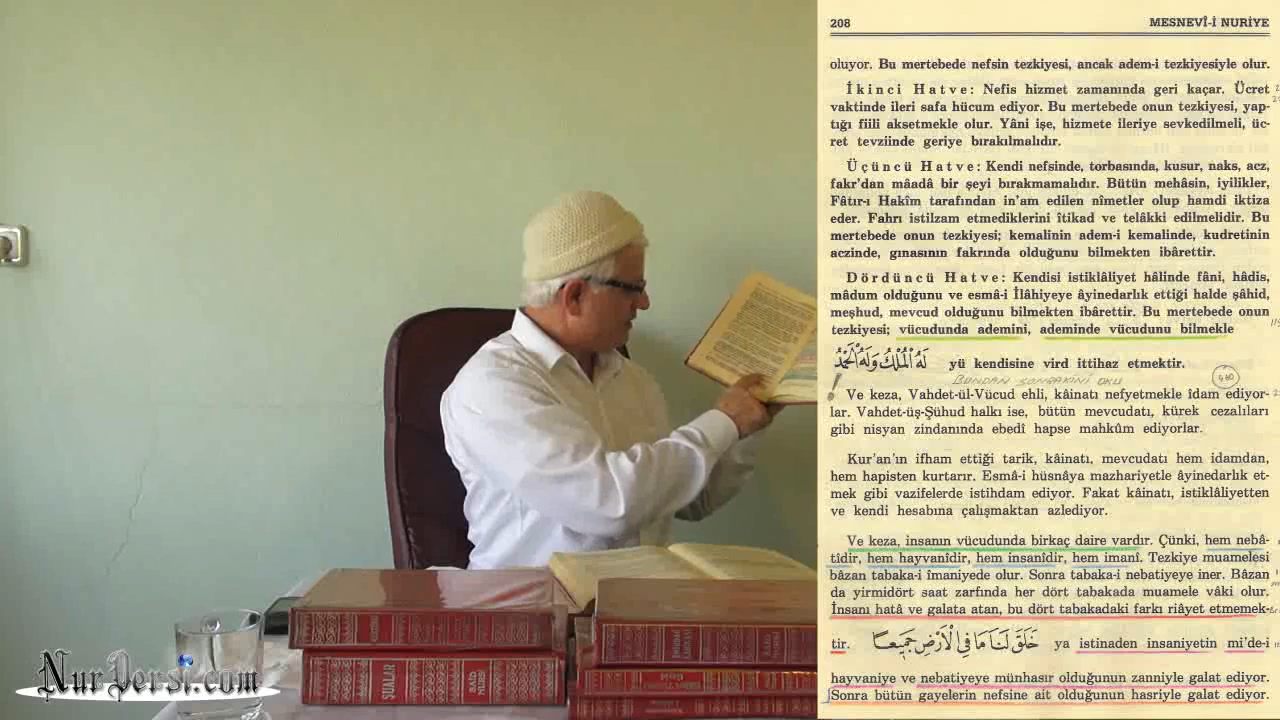 208 MESNEVÎ-İ NURİYE
oluyor. Bu mertebede nefsin tezkiyesi, ancak adem-i tezkiyesiyle olur.
İkinci Hatve: Nefis hizmet zamanında geri kaçar. Ücret
vaktinde ileri safa hücum ediyor. Bu mertebede onun tezkiyesi, yap-
tığı fiili aksetmekle olur. Yâni işe, hizmete ileriye sevkedilmeli, üc-
ret tevziinde geriye bırakılmalıdır.
Üçüncü Hatve: Kendi nefsinde, torbasında, kusur, naks, acz,
fakr'dan mâadâ bir şeyi bırakmamalıdır. Bütün mehâsin, iyilikler,
Fâtır-ı Hakîm tarafından in'am edilen nîmetler olup hamdi iktiza
eder. Fahrı istilzam etmediklerini îtikad ve telâkki edilmelidir. Bu
mertebede onun tezkiyesi; kemalinin adem-i kemalinde, kudretinin
aczinde, gınasının fakrında olduğunu bilmekten ibârettir.
Dördüncü Hatve: Kendisi istiklâliyet hâlinde fâni, hâdis,
mâdum olduğunu ve esmâ-i İlâhiyeye âyinedarlık ettiği halde şâhid,
meşhud, mevcud olduğunu bilmekten ibârettir. Bu mertebede onun
tezkiyesi; vücudunda ademini, ademinde vücudunu bilmekle
لَهُ الْمُلْكُ وَلَهُ الْحَمْدُ yü kendisine vird ittihaz etmektir.
BUNDAN SONRAKİNİ OKU
Ve keza, Vahdet-ül-Vücud ehli, kâinatı nefyetmekle îdam ediyor-
lar. Vahdet-üş-Şühud halkı ise, bütün mevcudatı, kürek cezalıları
gibi nisyan zindanında ebedî hapse mahkûm ediyorlar.
Kur'an'ın ifham ettiği tarik, kâinatı, mevcudatı hem idamdan,
hem hapisten kurtarır. Esmâ-i hüsnâya mazhariyetle âyinedarlık et-
mek gibi vazifelerde istihdam ediyor. Fakat kâinatı, istiklâliyetten
ve kendi hesabına çalışmaktan azlediyor.
Ve keza, insanın vücudunda birkaç daire vardır. Çünki, hem nebâ-
tîdir, hem hayvanîdir, hem insanîdir, hem imanî. Tezkiye muamelesi
bâzan tabaka-i îmaniyede olur. Sonra tabaka-i nebatiyeye iner. Bâzan
da yirmidört saat zarfında her dört tabakada muamele vâki olur.
İnsanı hatâ ve galata atan, bu dört tabakadaki farkı riâyet etmemek-
tir. خَلَقَ لَنَا مَا فِى الْاَرْضِ جَمِيعًا ya istinaden insaniyetin mi'de-i
hayvaniye ve nebatiyeye münhasır olduğunun zanniyle galat ediyor.
Sonra bütün gayelerin nefsine ait olduğunun hasriyle galat ediyor.
ŞUÂLAR
SAİD
NURSİ
NurDersi.com